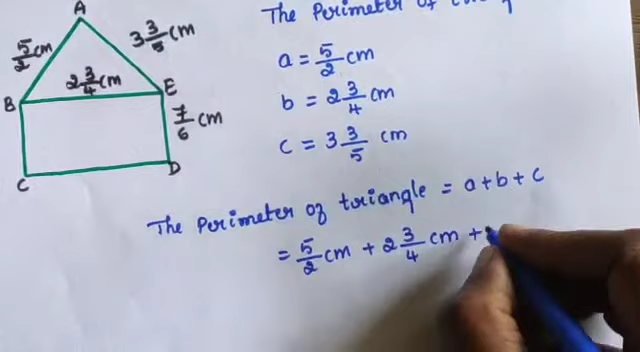 The Perimeter of
A
5/2 cm
3 3/5 cm
2 3/4 cm
B
E
7/6 cm
C
D
a = 5/2 cm
b = 2 3/4 cm
c = 3 3/5 cm
The Perimeter of triangle = a + b + c
= 5/2 cm + 2 3/4 cm +